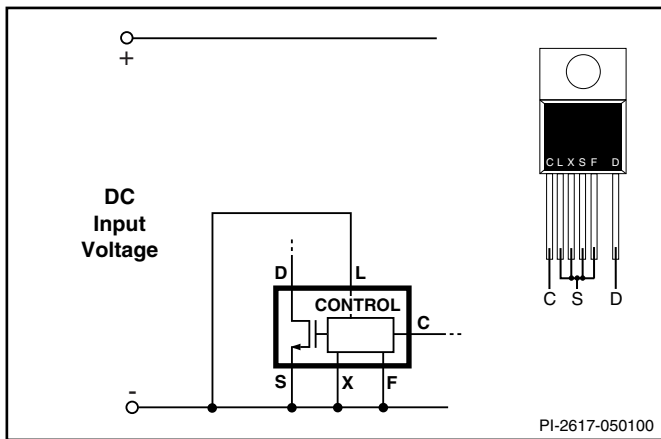 +
DC
Input
Voltage
D
L
CONTROL
C
S
X
F
-
C L X S F D
C S D
PI-2617-050100